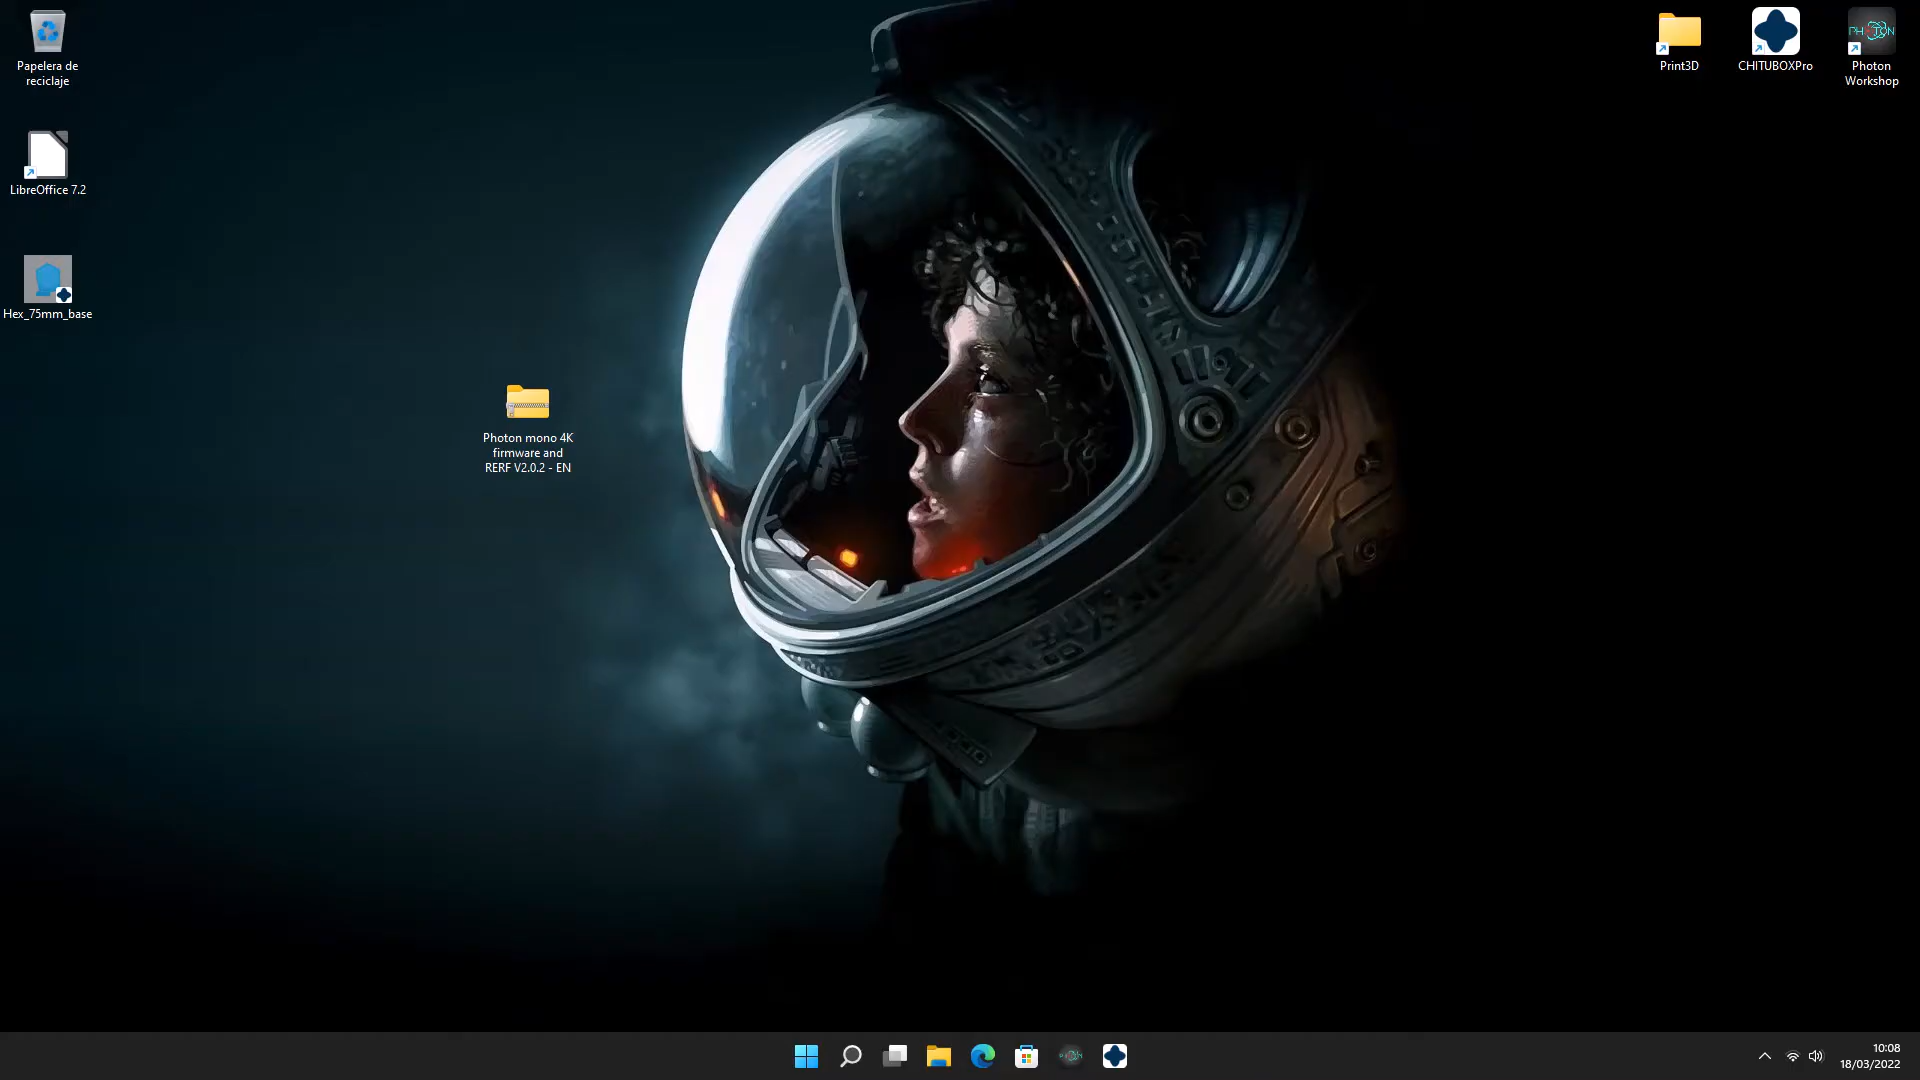 Papelera de
reciclaje
LibreOffice 7.2
Hex_75mm_base
Photon mono 4K
firmware and
RERF V2.0.2 - EN
Print3D
CHITUBOXPro
PHOTON
Photon
Workshop
10:08
18/03/2022